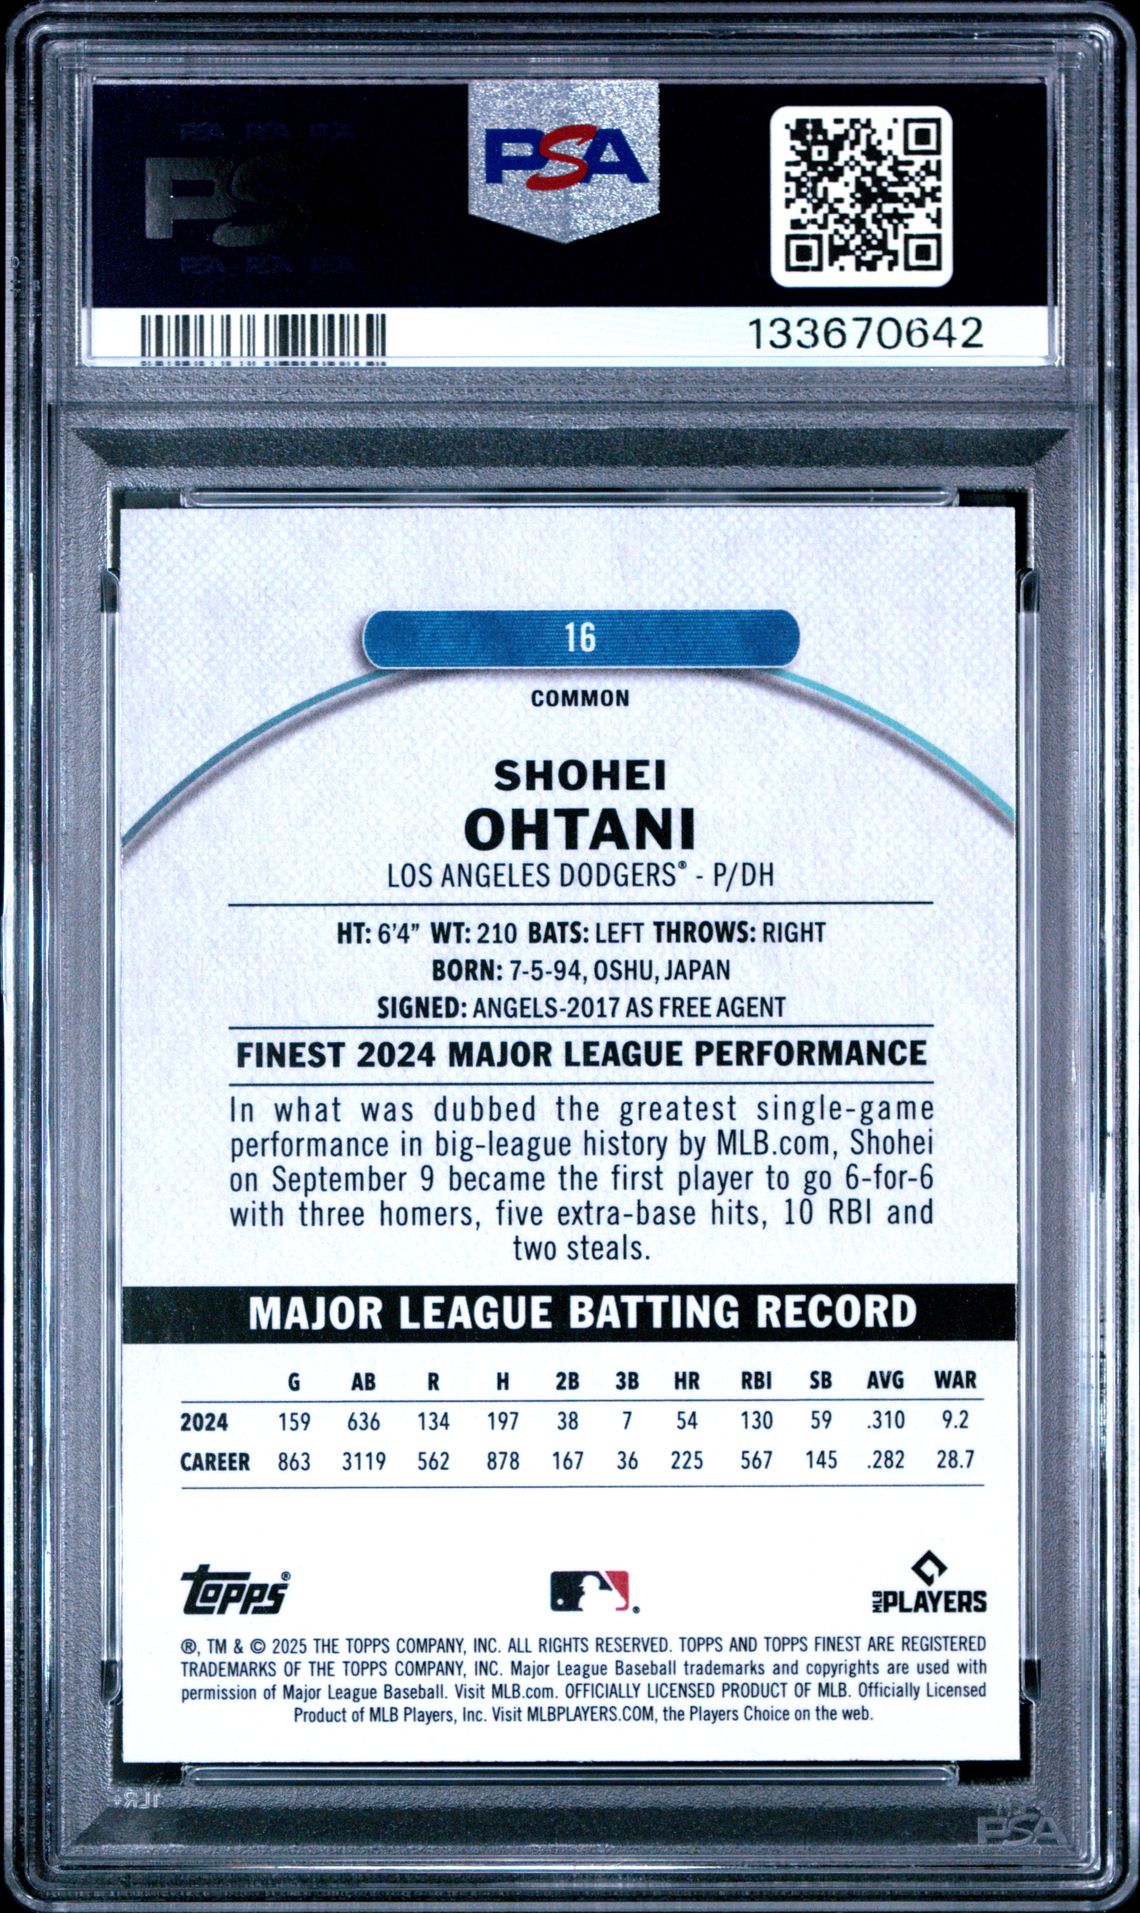 PSA PSA PSA
PSA
PSA
PSA PSA PSA
133670642
16
COMMON
SHOHEI
OHTANI
LOS ANGELES DODGERS® - P/DH
HT: 6'4" WT: 210 BATS: LEFT THROWS: RIGHT
BORN: 7-5-94, OSHU, JAPAN
SIGNED: ANGELS-2017 AS FREE AGENT
FINEST 2024 MAJOR LEAGUE PERFORMANCE
In what was dubbed the greatest single-game
performance in big-league history by MLB.com, Shohei
on September 9 became the first player to go 6-for-6
with three homers, five extra-base hits, 10 RBI and
two steals.
MAJOR LEAGUE BATTING RECORD
G AB R H 2B 3B HR RBI SB AVG WAR
2024 159 636 134 197 38 7 54 130 59 .310 9.2
CAREER 863 3119 562 878 167 36 225 567 145 .282 28.7
Topps® ® MLB PLAYERS
®, TM & © 2025 THE TOPPS COMPANY, INC. ALL RIGHTS RESERVED. TOPPS AND TOPPS FINEST ARE REGISTERED
TRADEMARKS OF THE TOPPS COMPANY, INC. Major League Baseball trademarks and copyrights are used with
permission of Major League Baseball. Visit MLB.com. OFFICIALLY LICENSED PRODUCT OF MLB. Officially Licensed
Product of MLB Players, Inc. Visit MLBPLAYERS.COM, the Players Choice on the web.
PSA